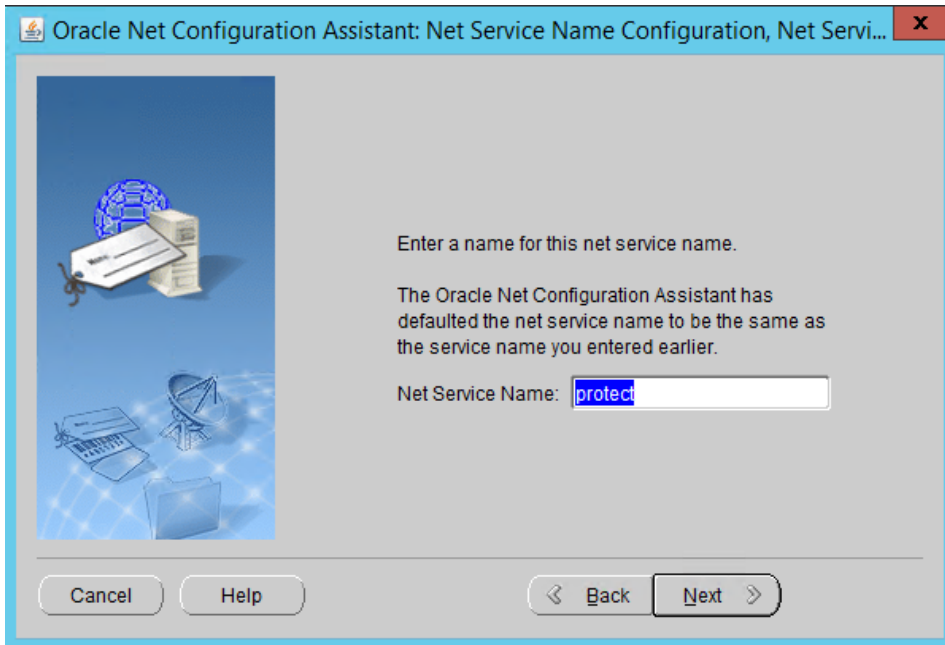 Oracle Net Configuration Assistant: Net Service Name Configuration, Net Servi...
Enter a name for this net service name.
The Oracle Net Configuration Assistant has
defaulted the net service name to be the same as
the service name you entered earlier.
Net Service Name: protect
Cancel Help Back Next